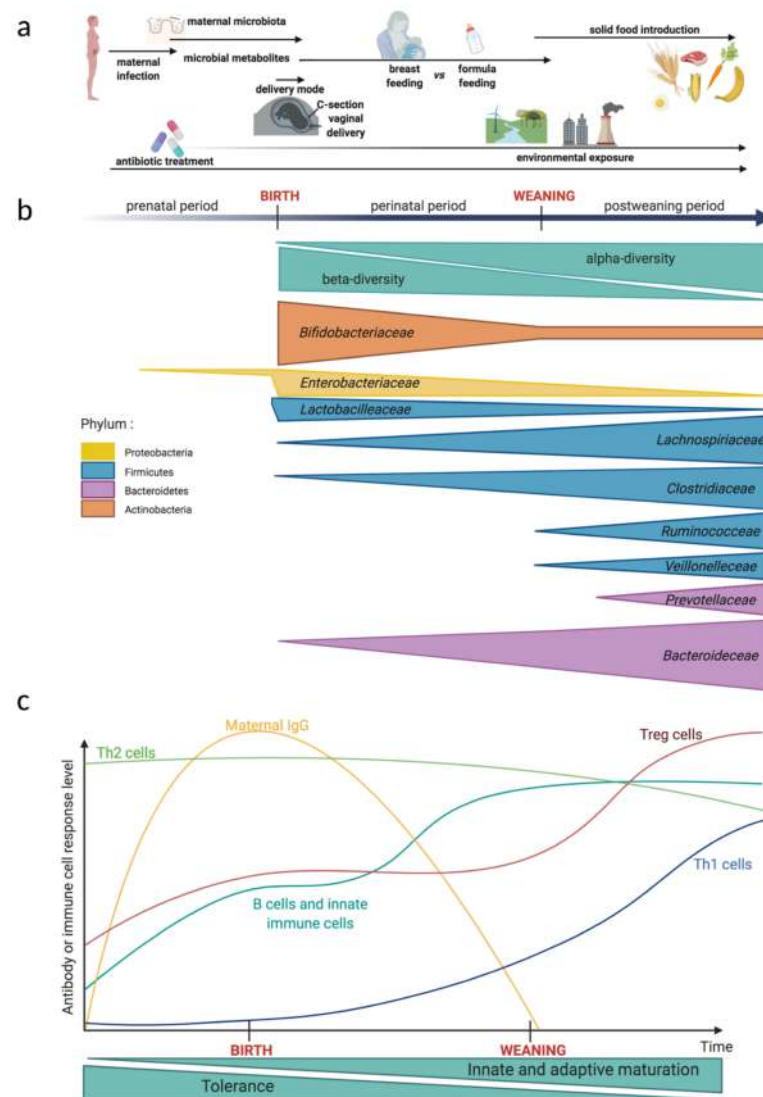 a
maternal microbiota
solid food introduction
maternal
infection
microbial metabolites
breast
feeding
vs
formula
feeding
delivery mode
C-section
vaginal
delivery
antibiotic treatment
environmental exposure
b
BIRTH
WEANING
prenatal period
perinatal period
postweaning period
alpha-diversity
beta-diversity
Bifidobacteriaceae
Enterobacteriaceae
Lactobacilleaceae
Phylum :
Proteobacteria
Firmicutes
Bacteroidetes
Actinobacteria
Lachnospiriaceae
Clostridiaceae
Ruminococceae
Veillonelleceae
Prevotellaceae
Bacteroideceae
c
Antibody or immune cell response level
Maternal IgG
Treg cells
Th2 cells
Th1 cells
B cells and innate
immune cells
BIRTH
WEANING
Time
Innate and adaptive maturation
Tolerance